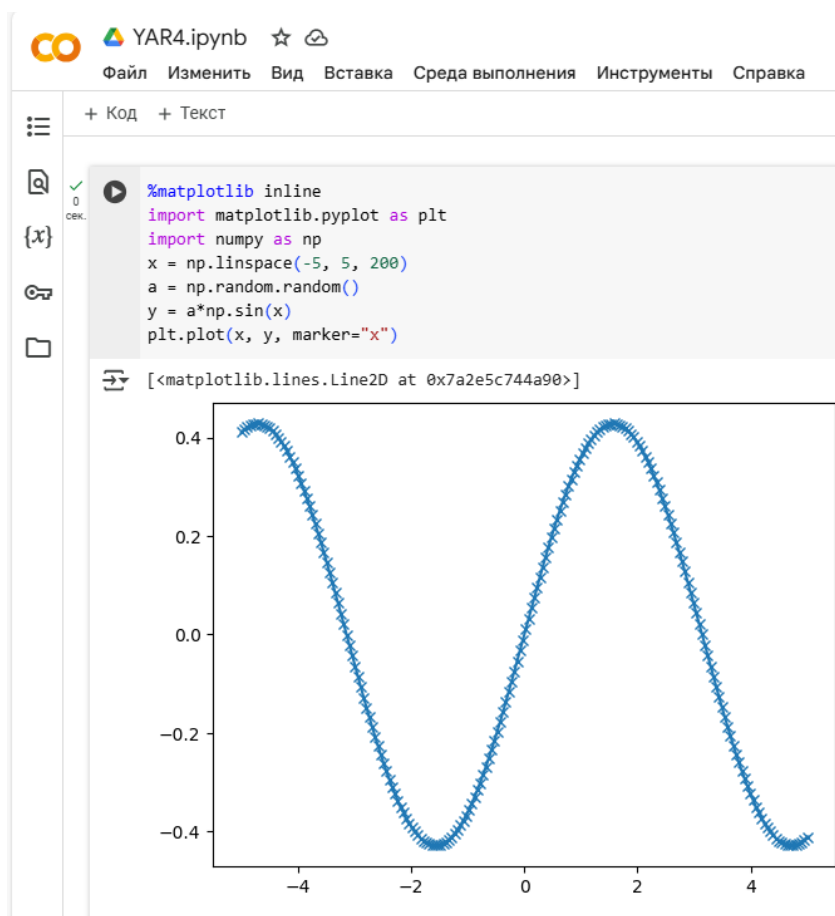 YAR4.ipynb
Файл Изменить Вид Вставка Среда выполнения Инструменты Справка
+ Код + Текст
0
сек.
{x}
%matplotlib inline
import matplotlib.pyplot as plt
import numpy as np
x = np.linspace(-5, 5, 200)
a = np.random.random()
y = a*np.sin(x)
plt.plot(x, y, marker="x")
[<matplotlib.lines.Line2D at 0x7a2e5c744a90>]
0.4
0.2
0.0
−0.2
−0.4
−4 −2 0 2 4